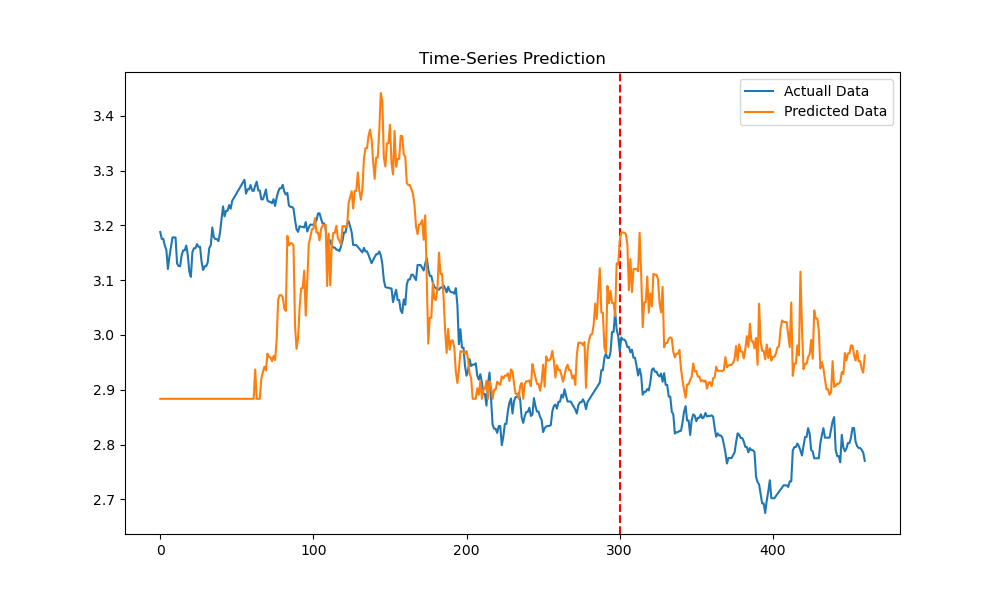 Time-Series Prediction
Actuall Data
Predicted Data
3.4
3.3
3.2
3.1
3.0
2.9
2.8
2.7
0 100 200 300 400